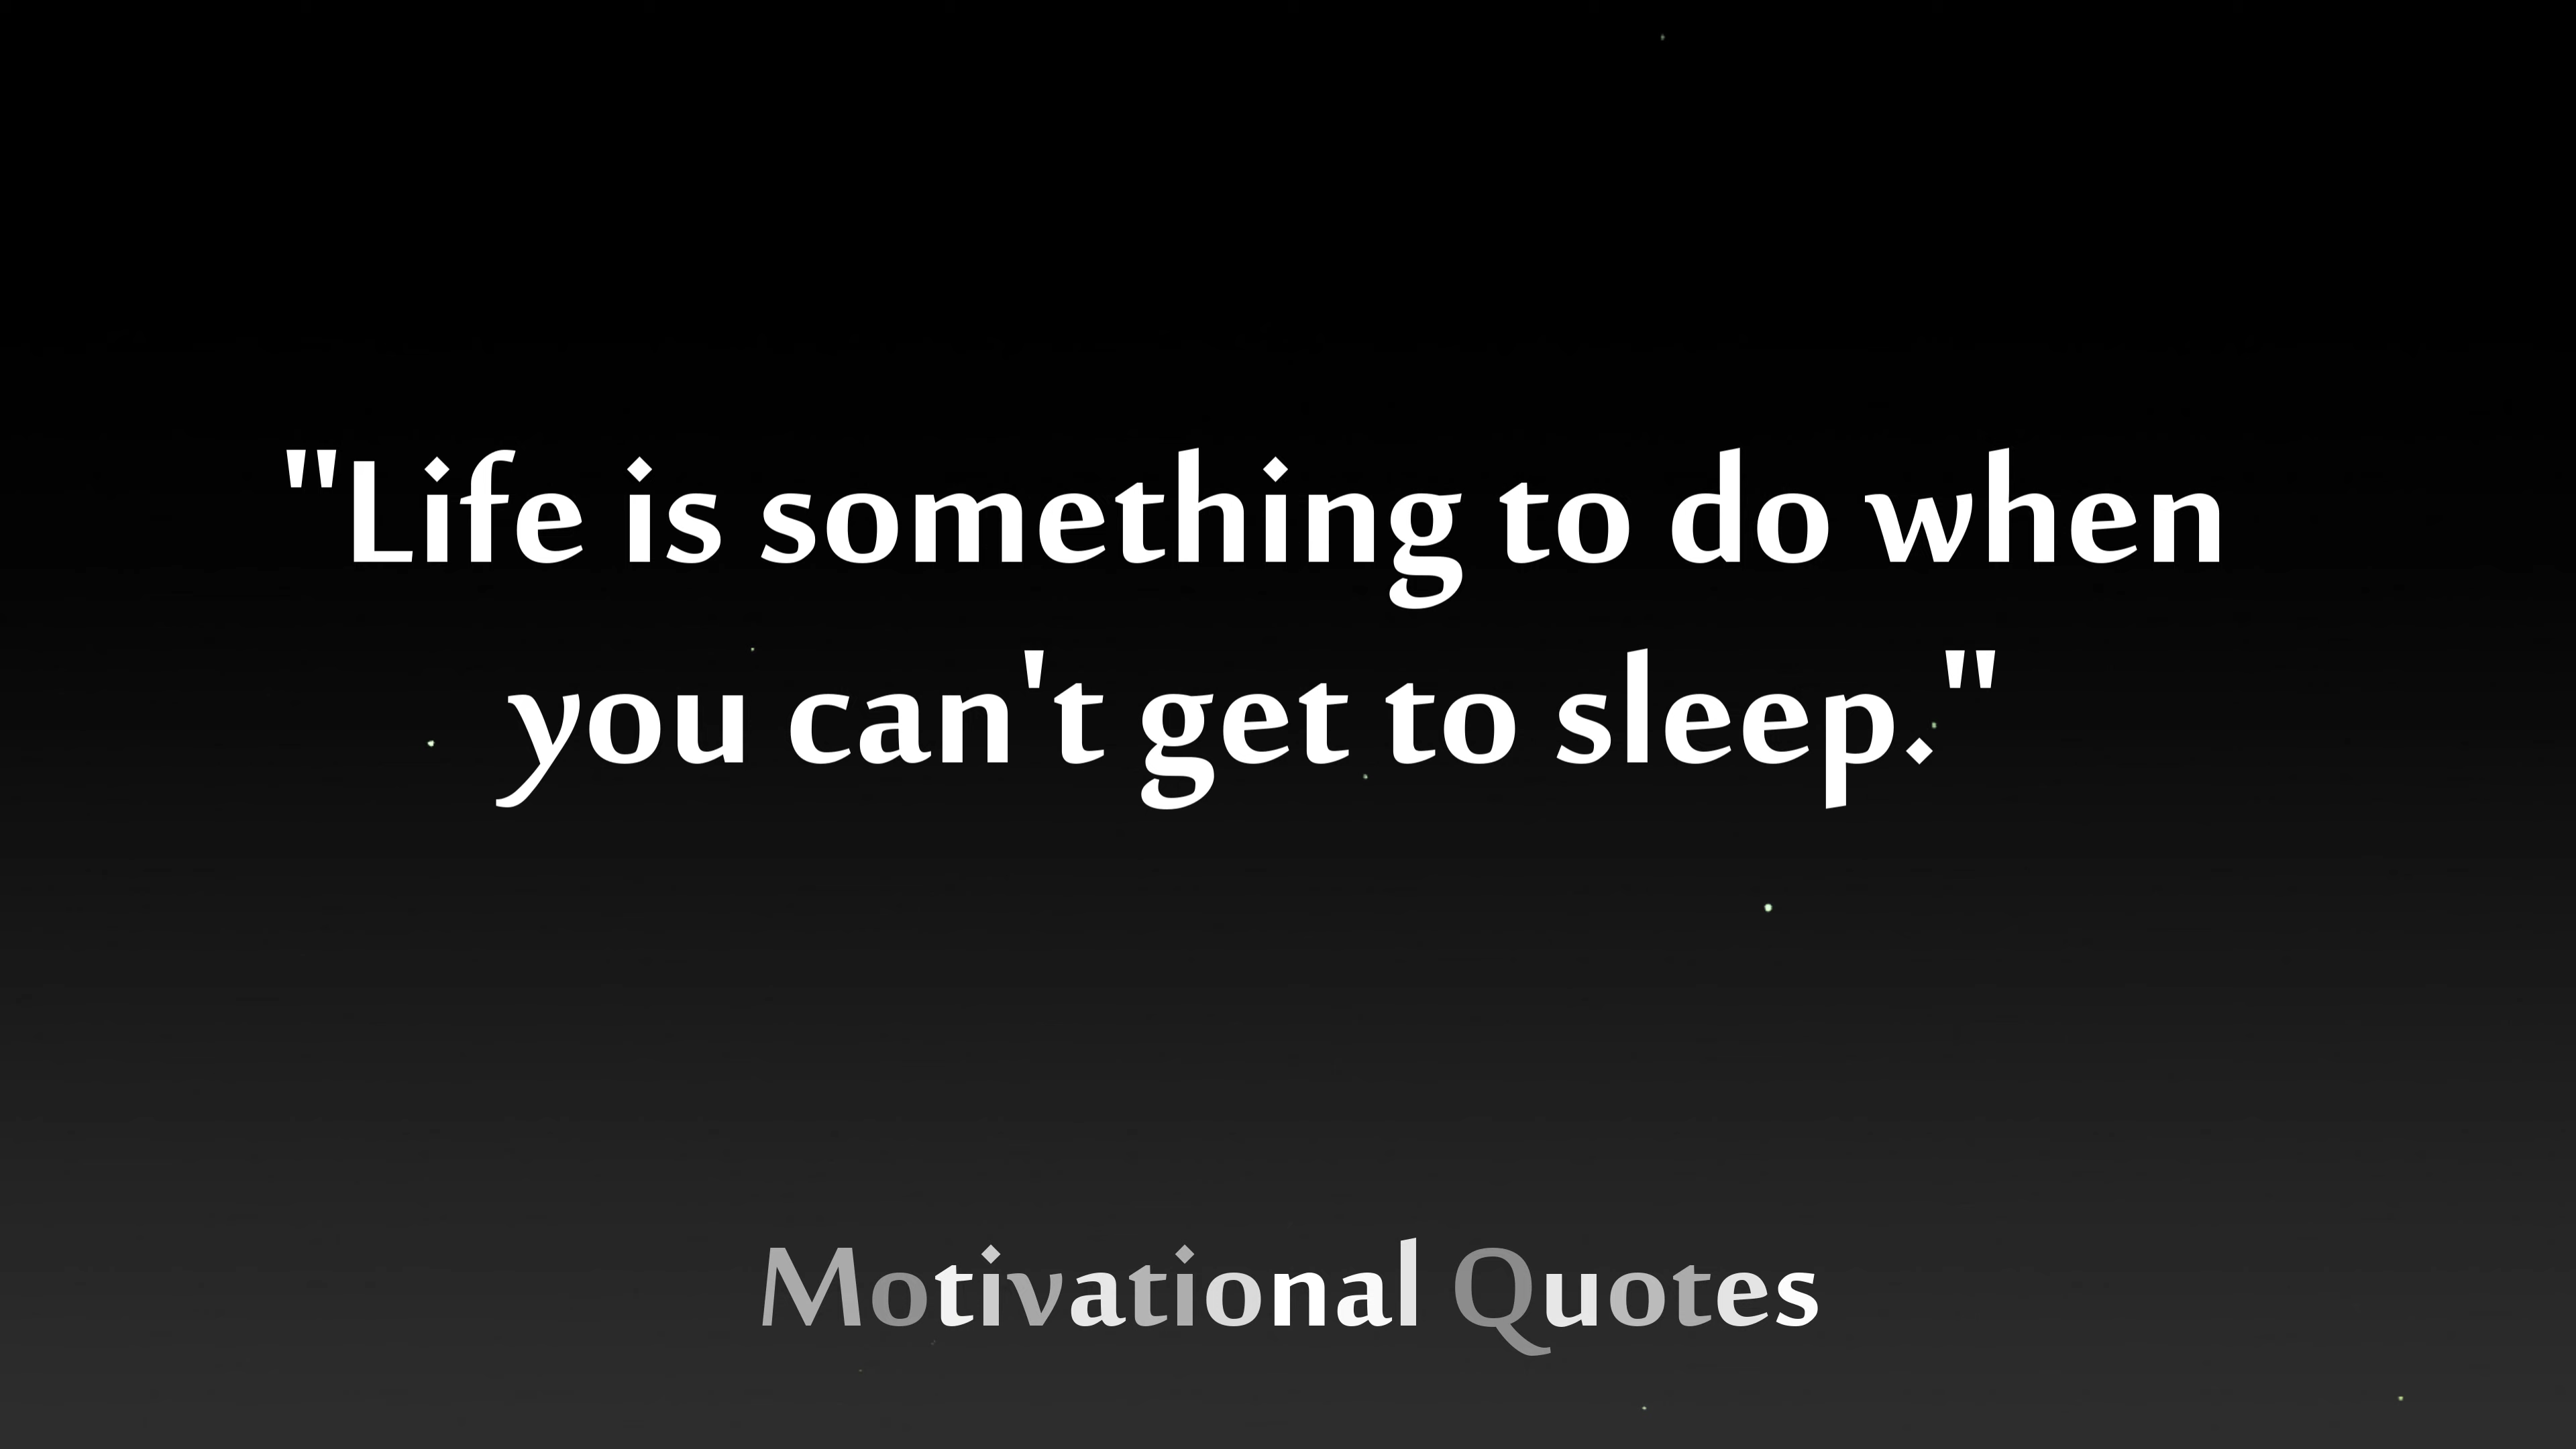 "Life is something to do when
you can't get to sleep."
Motivational Quotes